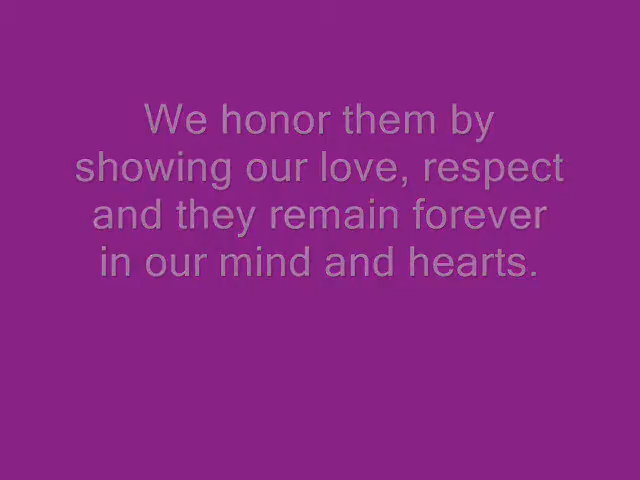 We honor them by
showing our love, respect
and they remain forever
in our mind and hearts.